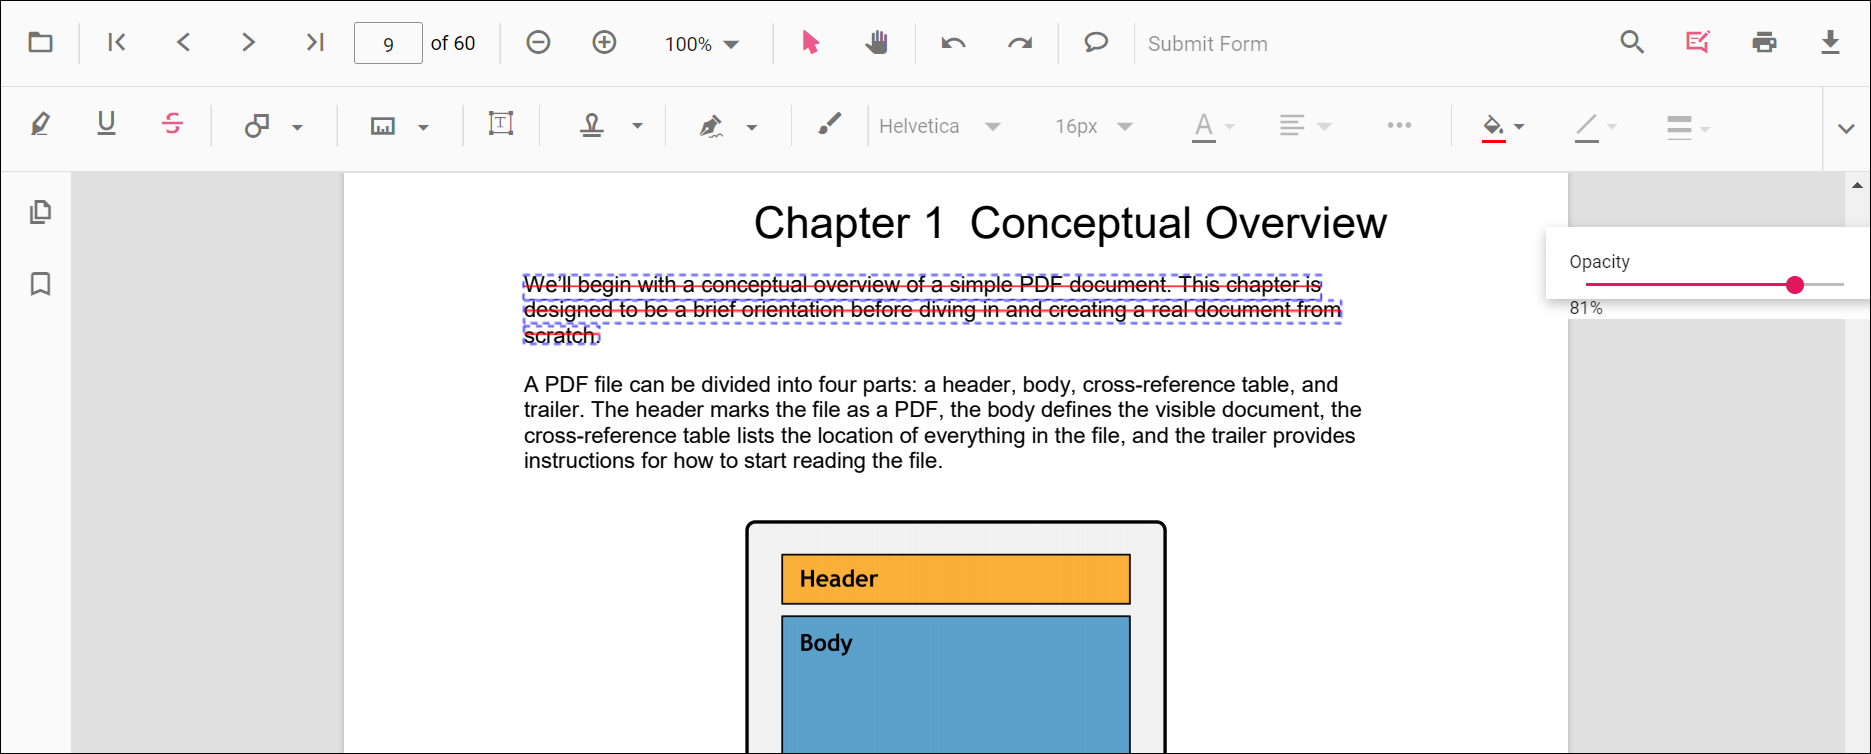 9 of 60 100% Submit Form
U S T Helvetica 16px A
Chapter 1 Conceptual Overview
We'll begin with a conceptual overview of a simple PDF document. This chapter is
designed to be a brief orientation before diving in and creating a real document from
scratch.
Opacity
81%
A PDF file can be divided into four parts: a header, body, cross-reference table, and
trailer. The header marks the file as a PDF, the body defines the visible document, the
cross-reference table lists the location of everything in the file, and the trailer provides
instructions for how to start reading the file.
Header
Body